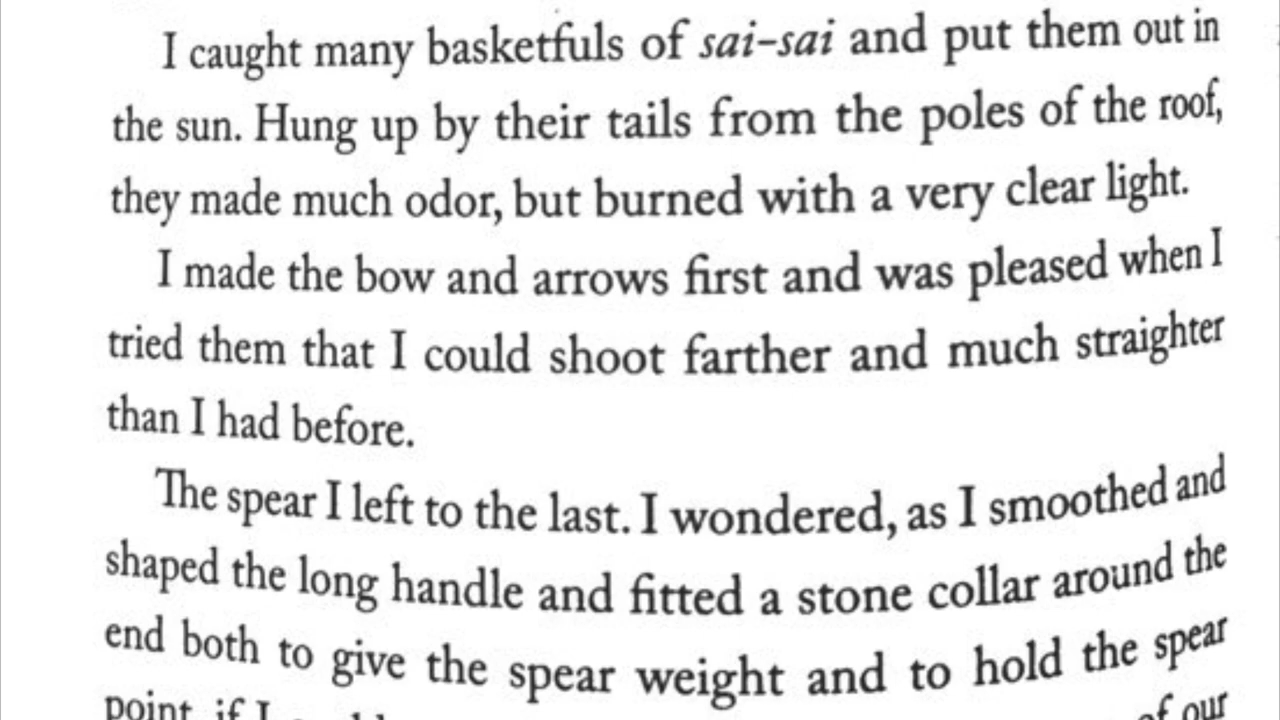 I caught many basketfuls of sai-sai and put them out in
the sun. Hung up by their tails from the poles of the roof,
they made much odor, but burned with a very clear light.
I made the bow and arrows first and was pleased when I
tried them that I could shoot farther and much straighter
than I had before.
The spear I left to the last. I wondered, as I smoothed and
shaped the long handle and fitted a stone collar around the
end both to give the spear weight and to hold the spear
point, if I of our